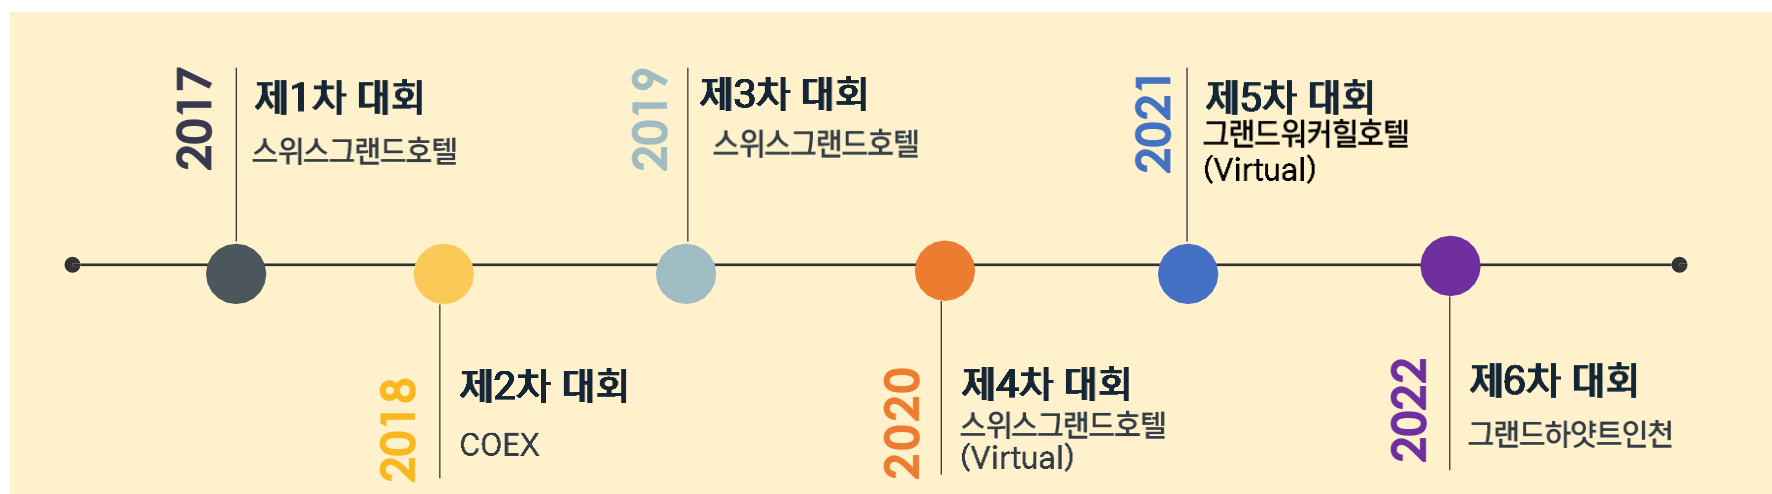 2017
제1차 대회
스위스그랜드호텔
2018
제2차 대회
COEX
2019
제3차 대회
스위스그랜드호텔
2020
제4차 대회
스위스그랜드호텔
(Virtual)
2021
제5차 대회
그랜드워커힐호텔
(Virtual)
2022
제6차 대회
그랜드하얏트인천